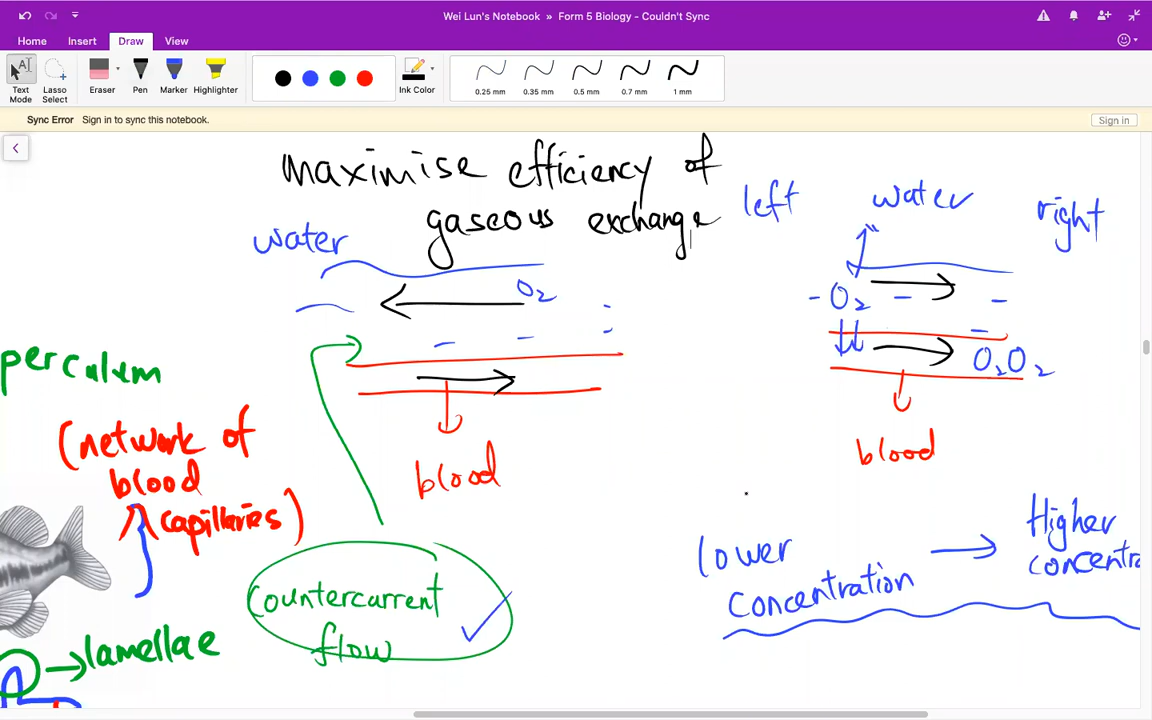 Wei Lun's Notebook » Form 5 Biology - Couldn't Sync
Home Insert Draw View
Text Mode
Lasso Select
Eraser
Pen
Marker
Highlighter
Ink Color
0.25 mm 0.35 mm 0.5 mm 0.7 mm 1 mm
Sync Error Sign in to sync this notebook. Sign in
maximise efficiency of
gaseous exchange
water
O₂
blood
left water right
O₂
O₂O₂
blood
perculum
(network of
blood
capillaries)
countercurrent
flow
lamellae
lower
concentration
→ Higher
concentra